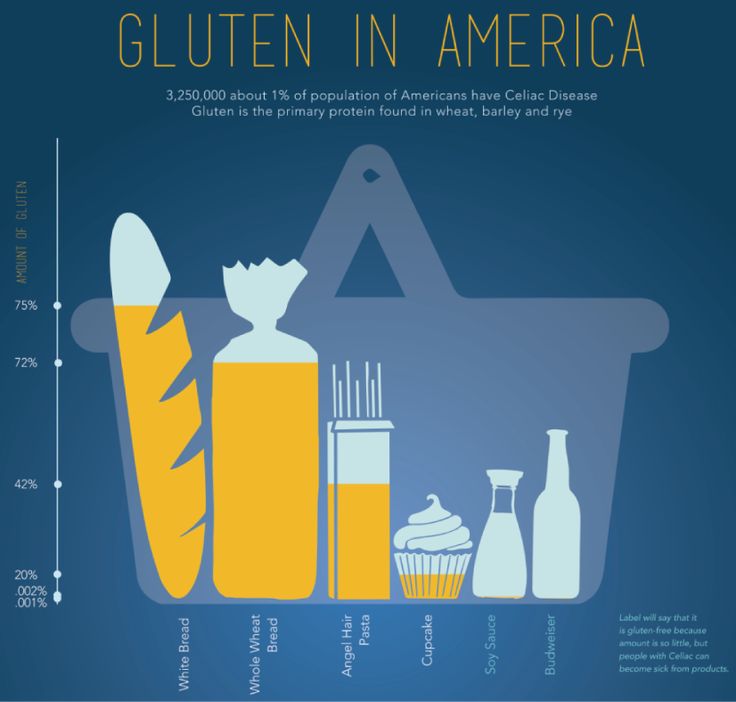 GLUTEN IN AMERICA
3,250,000 about 1% of population of Americans have Celiac Disease
Gluten is the primary protein found in wheat, barley and rye
AMOUNT OF GLUTEN
75%
72%
42%
20%
.002%
.001%
White Bread
Whole Wheat
Bread
Angel Hair
Pasta
Cupcake
Soy Sauce
Budweiser
Label will say that it
is gluten-free because
amount is so little, but
people with Celiac can
become sick from products.